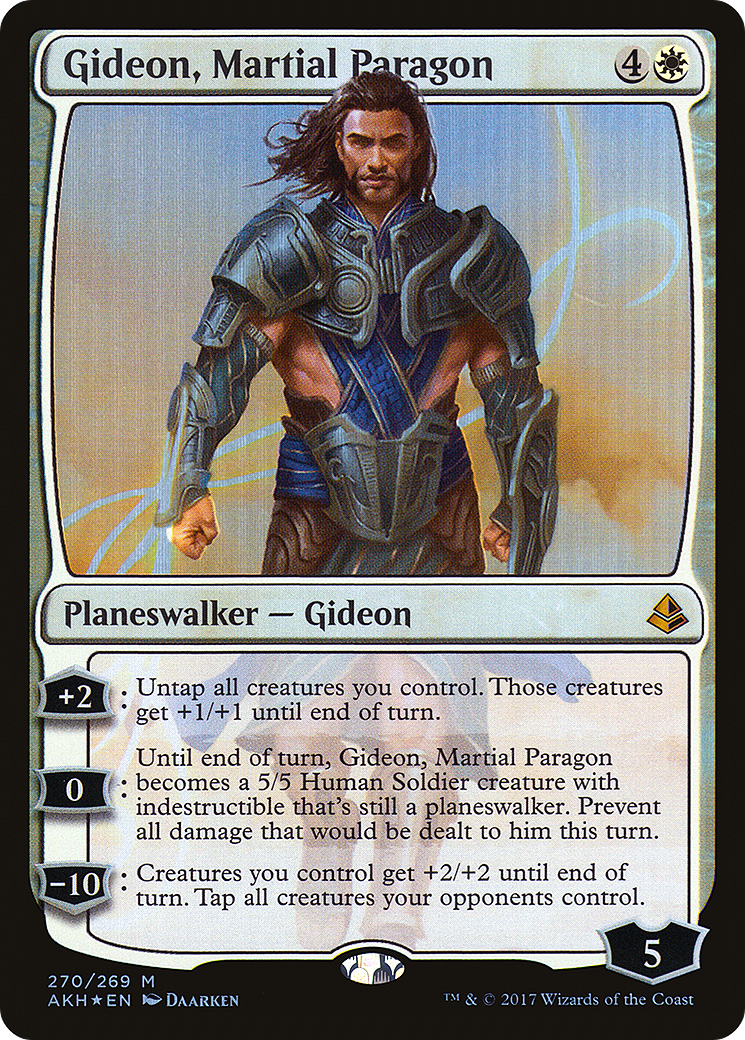 Gideon, Martial Paragon 4
Planeswalker — Gideon
+2 : Untap all creatures you control. Those creatures
get +1/+1 until end of turn.
Until end of turn, Gideon, Martial Paragon
0 : becomes a 5/5 Human Soldier creature with
indestructible that's still a planeswalker. Prevent
all damage that would be dealt to him this turn.
−10 : Creatures you control get +2/+2 until end of
turn. Tap all creatures your opponents control.
5
270/269 M
AKH★EN DAARKEN
™ & © 2017 Wizards of the Coast